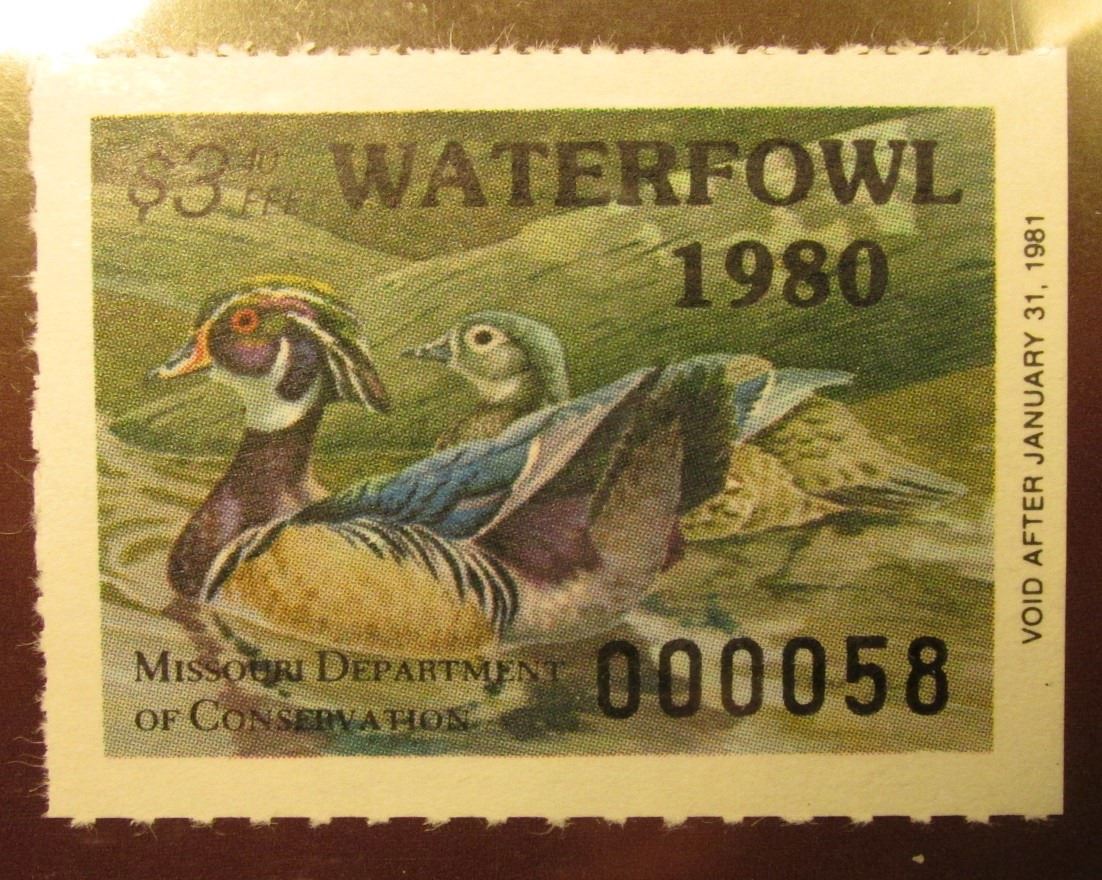 $3.40 FEE
WATERFOWL
1980
VOID AFTER JANUARY 31, 1981
MISSOURI DEPARTMENT
OF CONSERVATION
000058